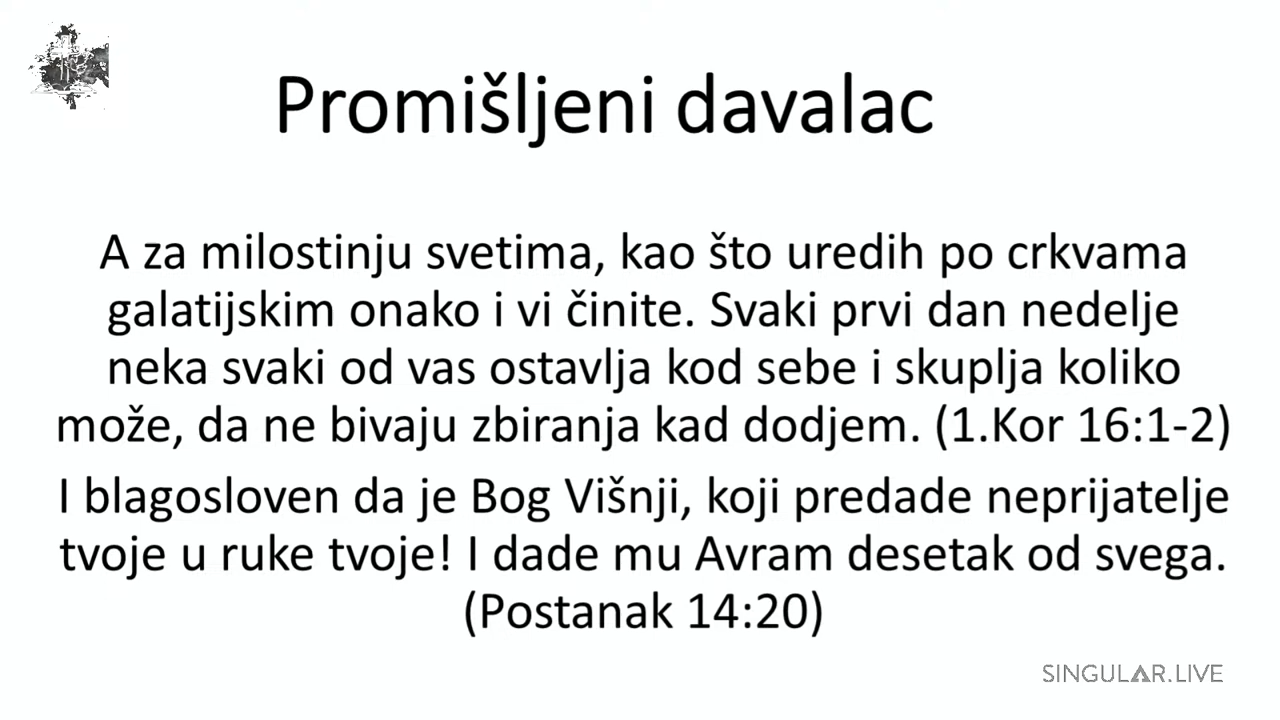 Promišljeni davalac
A za milostinju svetima, kao što uredih po crkvama
galatijskim onako i vi činite. Svaki prvi dan nedelje
neka svaki od vas ostavlja kod sebe i skuplja koliko
može, da ne bivaju zbiranja kad dodjem. (1.Kor 16:1-2)
I blagosloven da je Bog Višnji, koji predade neprijatelje
tvoje u ruke tvoje! I dade mu Avram desetak od svega.
(Postanak 14:20)
SINGULAR.LIVE